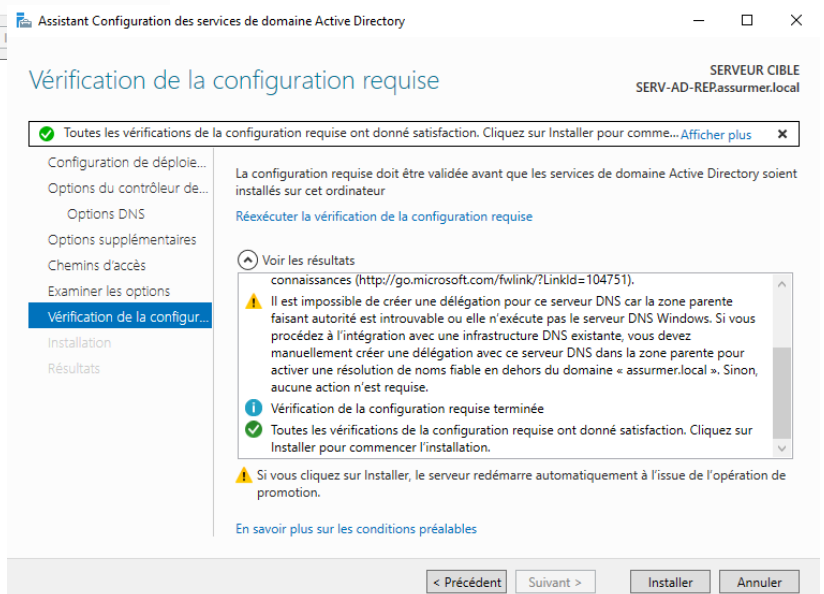 Assistant Configuration des services de domaine Active Directory
Vérification de la configuration requise
SERVEUR CIBLE
SERV-AD-REP.assurmer.local
Toutes les vérifications de la configuration requise ont donné satisfaction. Cliquez sur Installer pour comme... Afficher plus
Configuration de déploie...
Options du contrôleur de...
Options DNS
Options supplémentaires
Chemins d'accès
Examiner les options
Vérification de la configur...
Installation
Résultats
La configuration requise doit être validée avant que les services de domaine Active Directory soient
installés sur cet ordinateur
Réexécuter la vérification de la configuration requise
Voir les résultats
connaissances (http://go.microsoft.com/fwlink/?LinkId=104751).
Il est impossible de créer une délégation pour ce serveur DNS car la zone parente
faisant autorité est introuvable ou elle n'exécute pas le serveur DNS Windows. Si vous
procédez à l'intégration avec une infrastructure DNS existante, vous devez
manuellement créer une délégation avec ce serveur DNS dans la zone parente pour
activer une résolution de noms fiable en dehors du domaine « assurmer.local ». Sinon,
aucune action n'est requise.
Vérification de la configuration requise terminée
Toutes les vérifications de la configuration requise ont donné satisfaction. Cliquez sur
Installer pour commencer l'installation.
Si vous cliquez sur Installer, le serveur redémarre automatiquement à l'issue de l'opération de
promotion.
En savoir plus sur les conditions préalables
< Précédent
Suivant >
Installer
Annuler